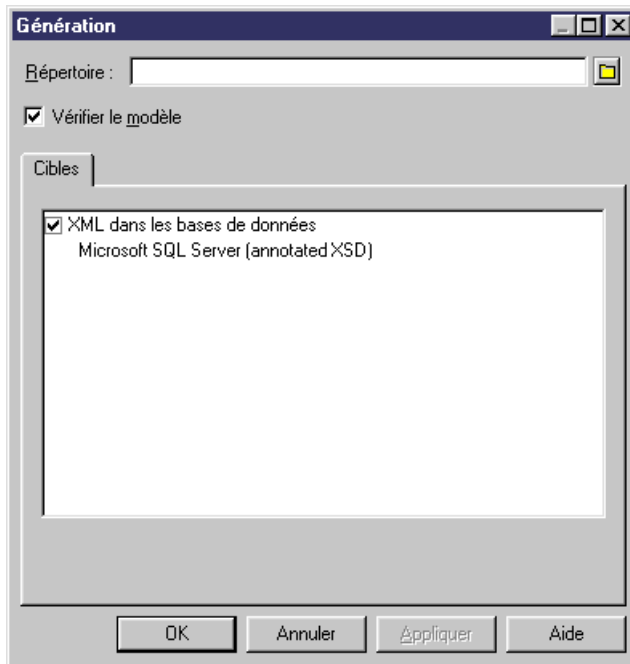 Génération
Répertoire :
Vérifier le modèle
Cibles
XML dans les bases de données
Microsoft SQL Server (annotated XSD)
OK Annuler Appliquer Aide